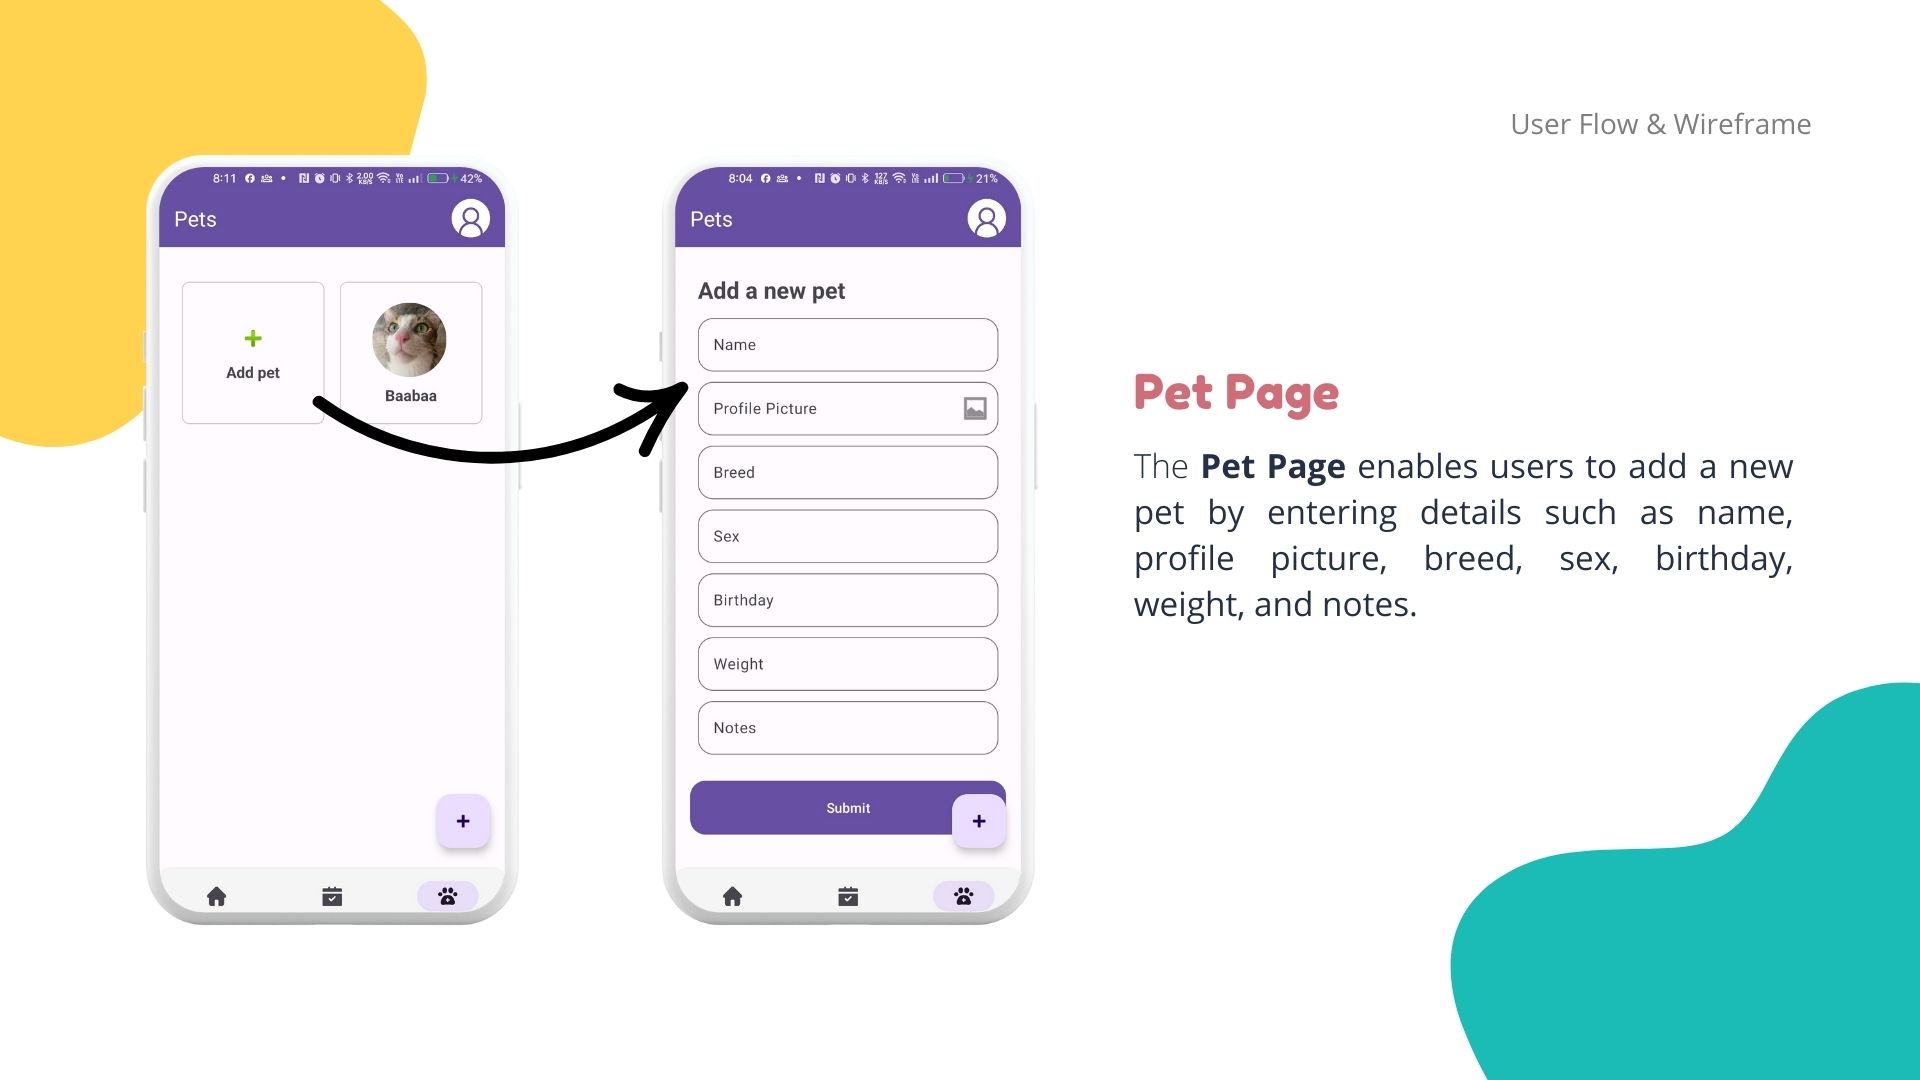 User Flow & Wireframe
8:11 42%
Pets
Add pet
Baabaa
8:04 21%
Pets
Add a new pet
Name
Profile Picture
Breed
Sex
Birthday
Weight
Notes
Submit
Pet Page
The Pet Page enables users to add a new
pet by entering details such as name,
profile picture, breed, sex, birthday,
weight, and notes.